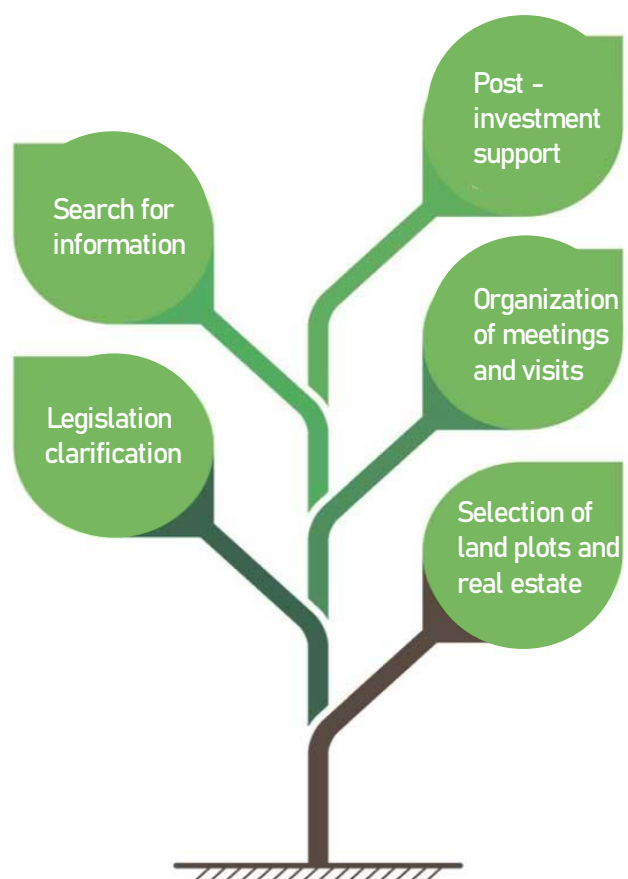 Post -
investment
support
Search for
information
Organization
of meetings
and visits
Legislation
clarification
Selection of
land plots and
real estate